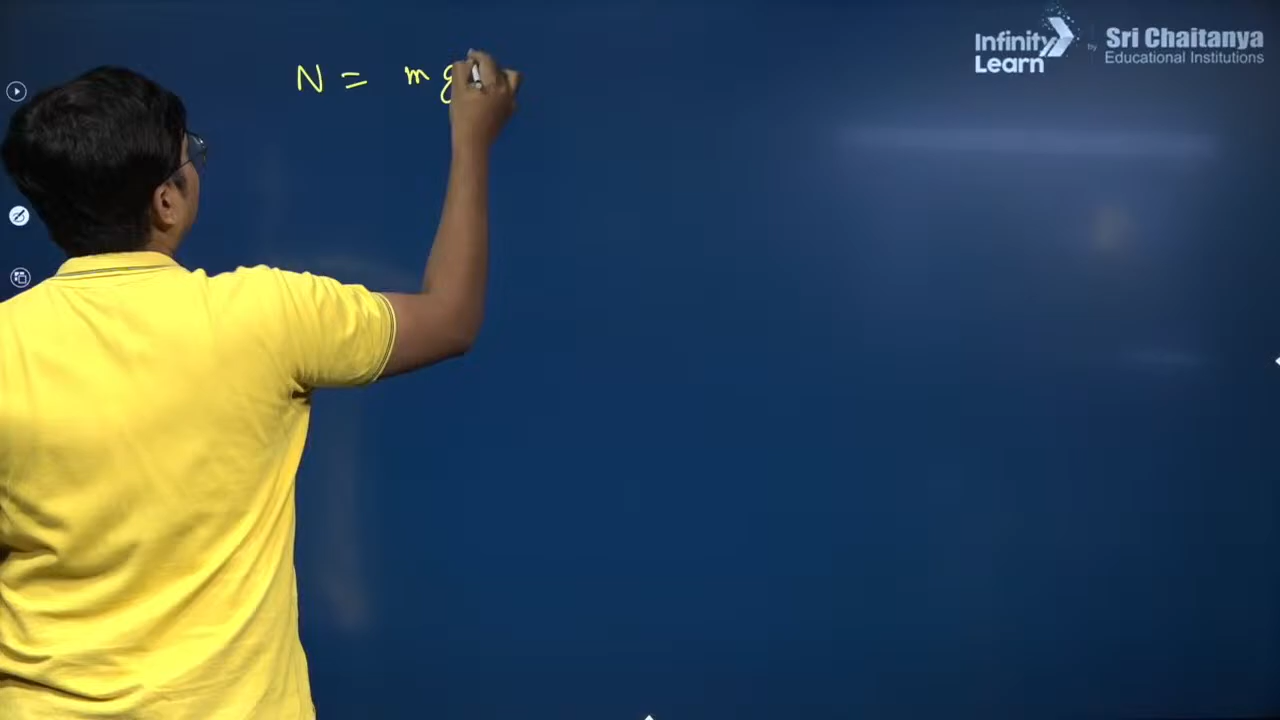 N = mg
Infinity Learn
by
Sri Chaitanya
Educational Institutions